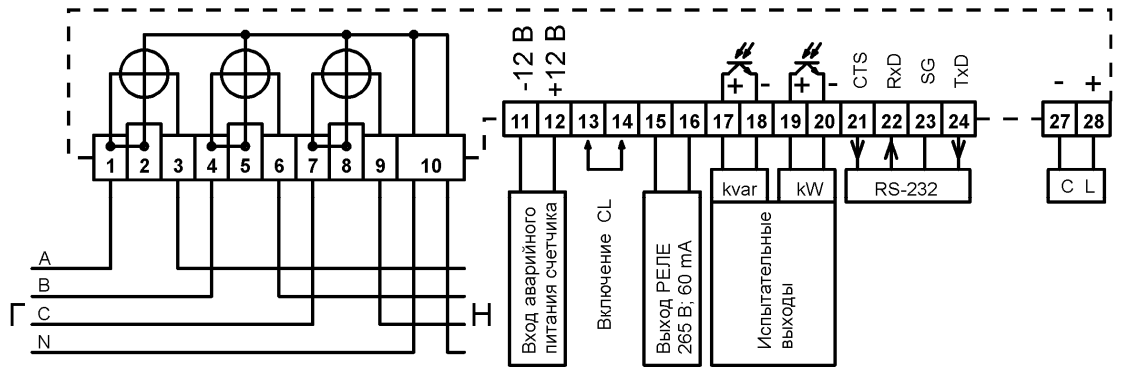 -12 В
+12 В
CTS
RxD
SG
TxD
+ -
+ -
- +
11 12 13 14 15 16 17 18 19 20 21 22 23 24
27 28
1 2 3 4 5 6 7 8 9 10
kvar
kW
RS-232
C L
Вход аварийного
питания счетчика
Включение CL
Выход РЕЛЕ
265 В; 60 mA
Испытательные
выходы
A
B
C
N
Г
Н